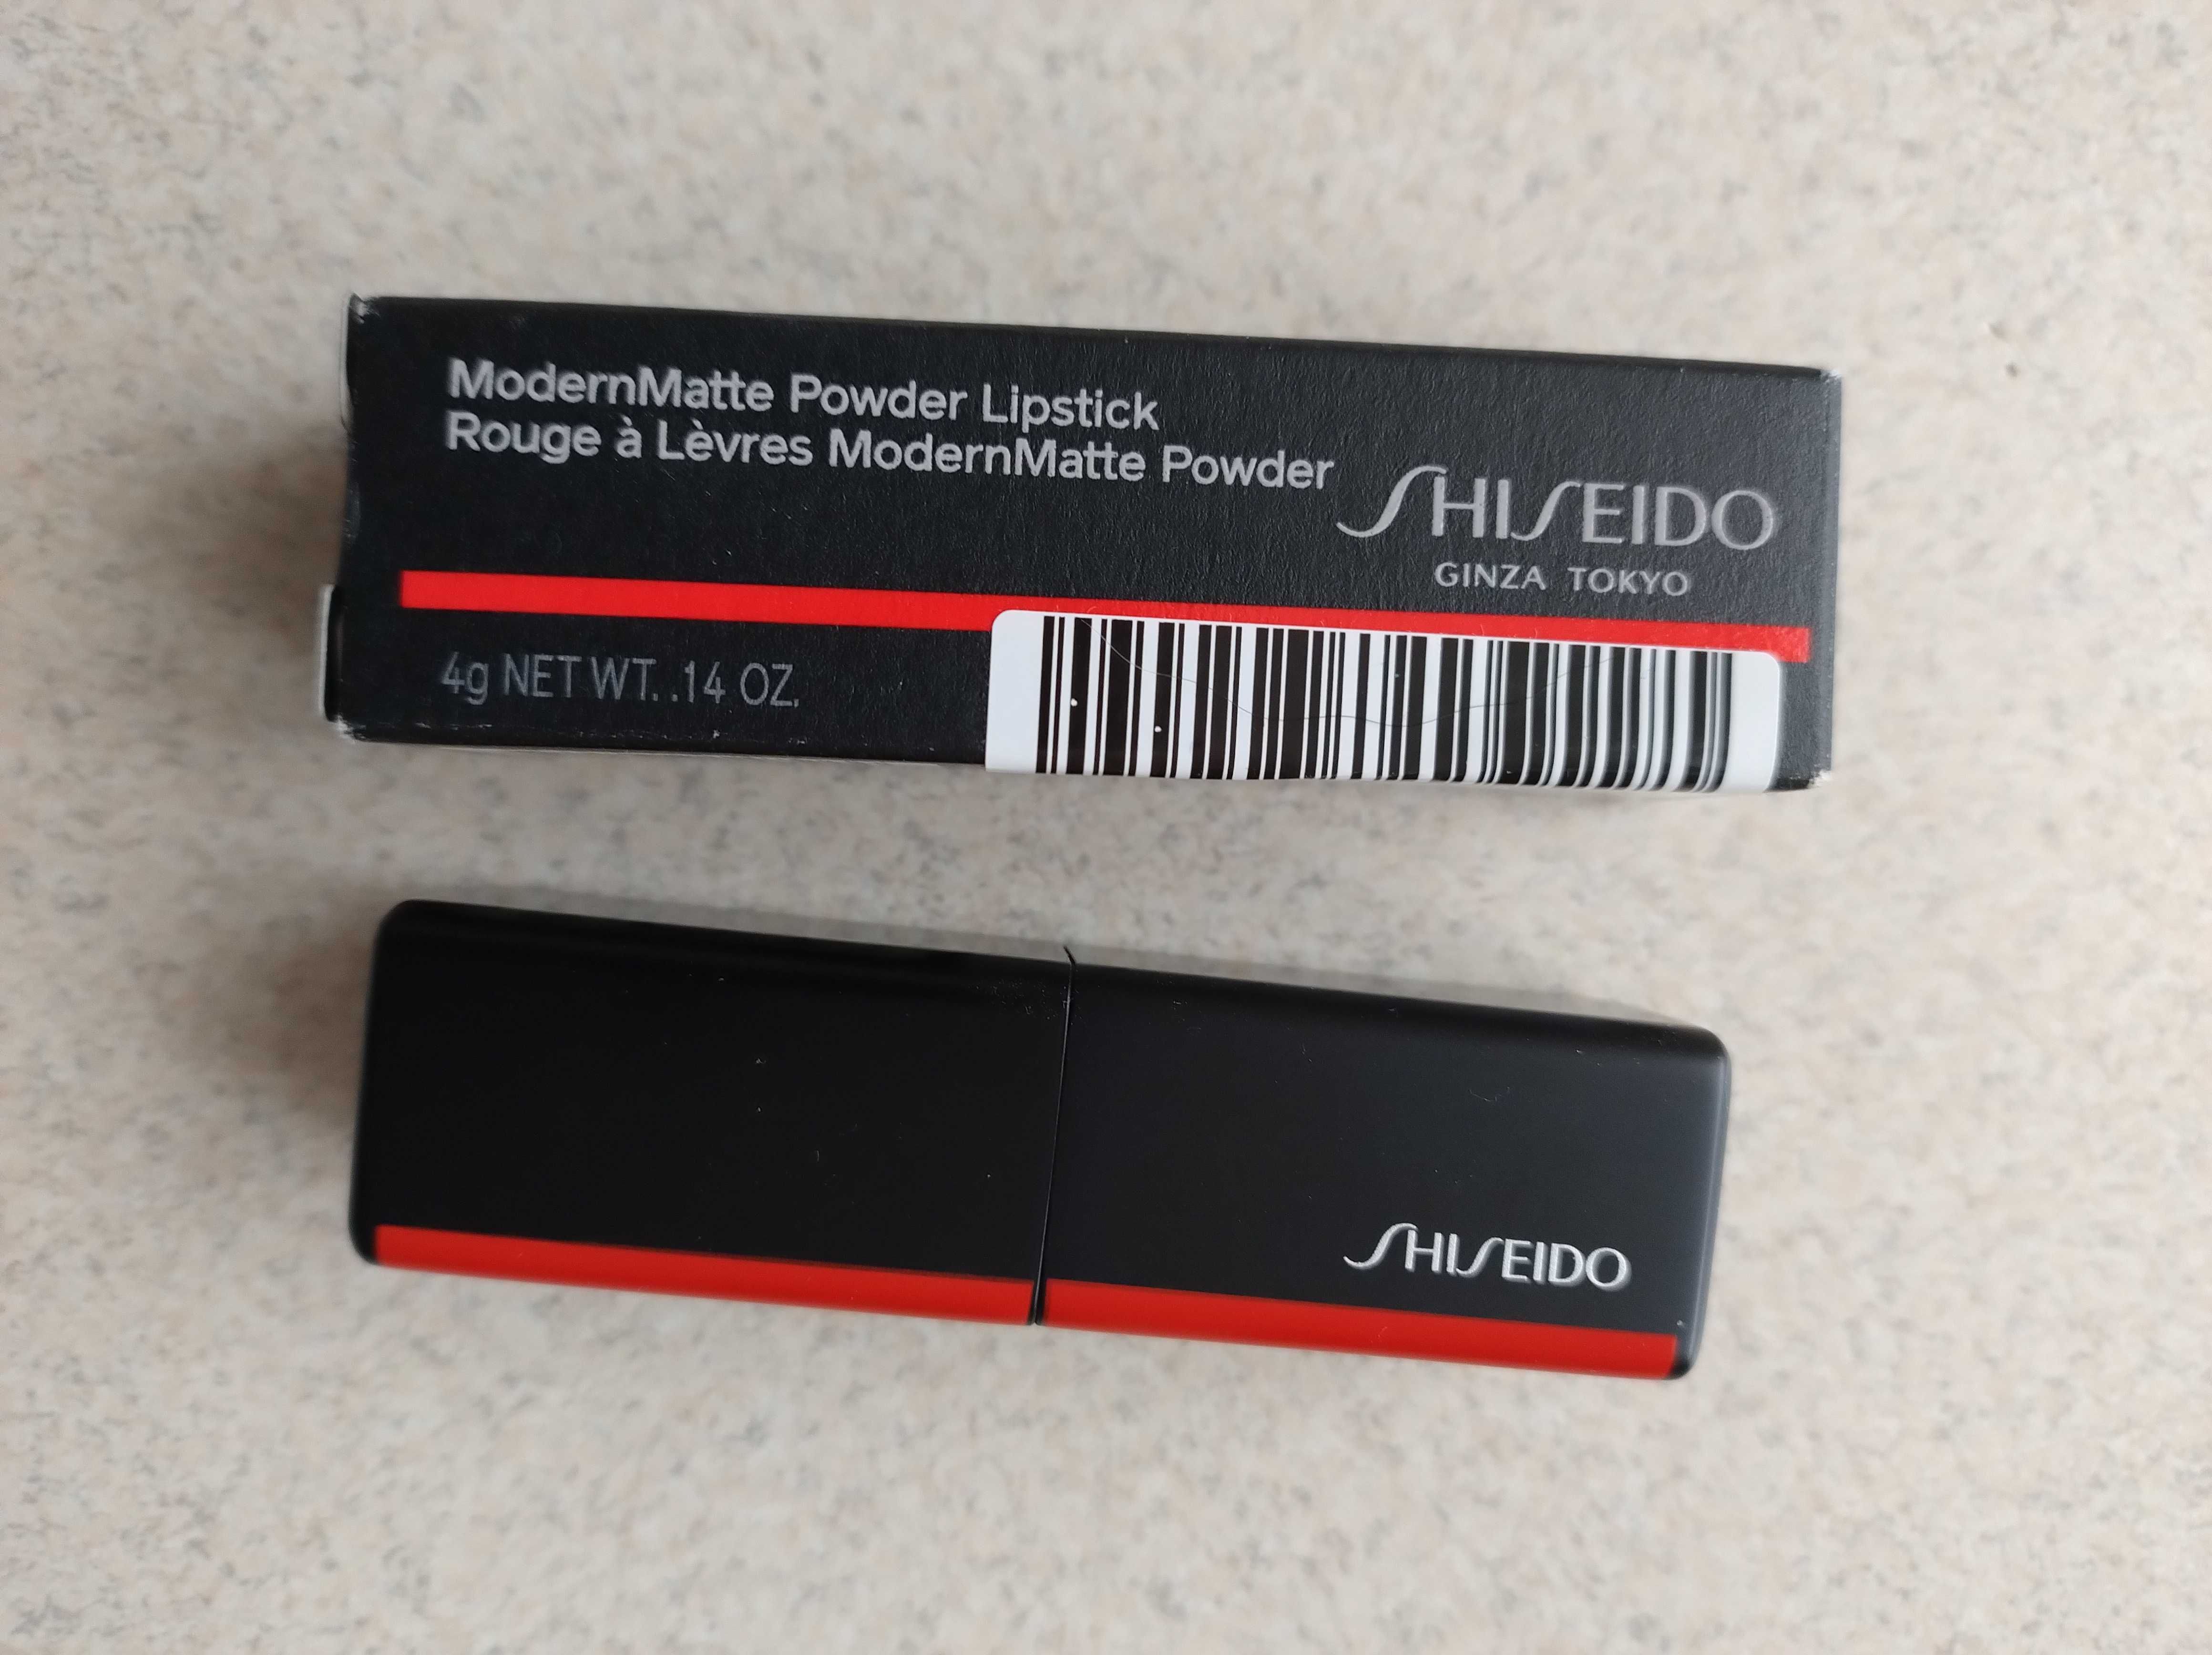 ModernMatte Powder Lipstick
Rouge à Lèvres ModernMatte Powder
SHISEIDO
GINZA TOKYO
4g NET WT. .14 OZ.
SHISEIDO